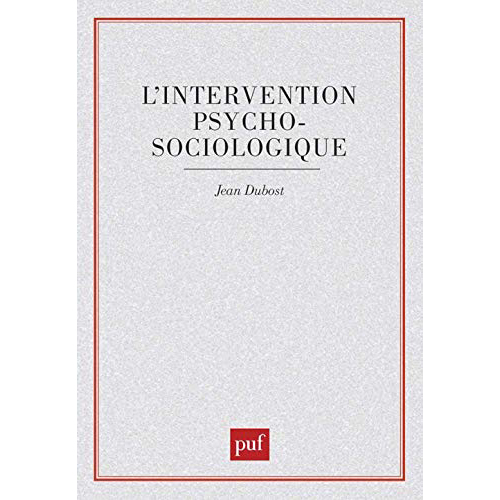 L'INTERVENTION
PSYCHO-
SOCIOLOGIQUE
Jean Dubost
puf